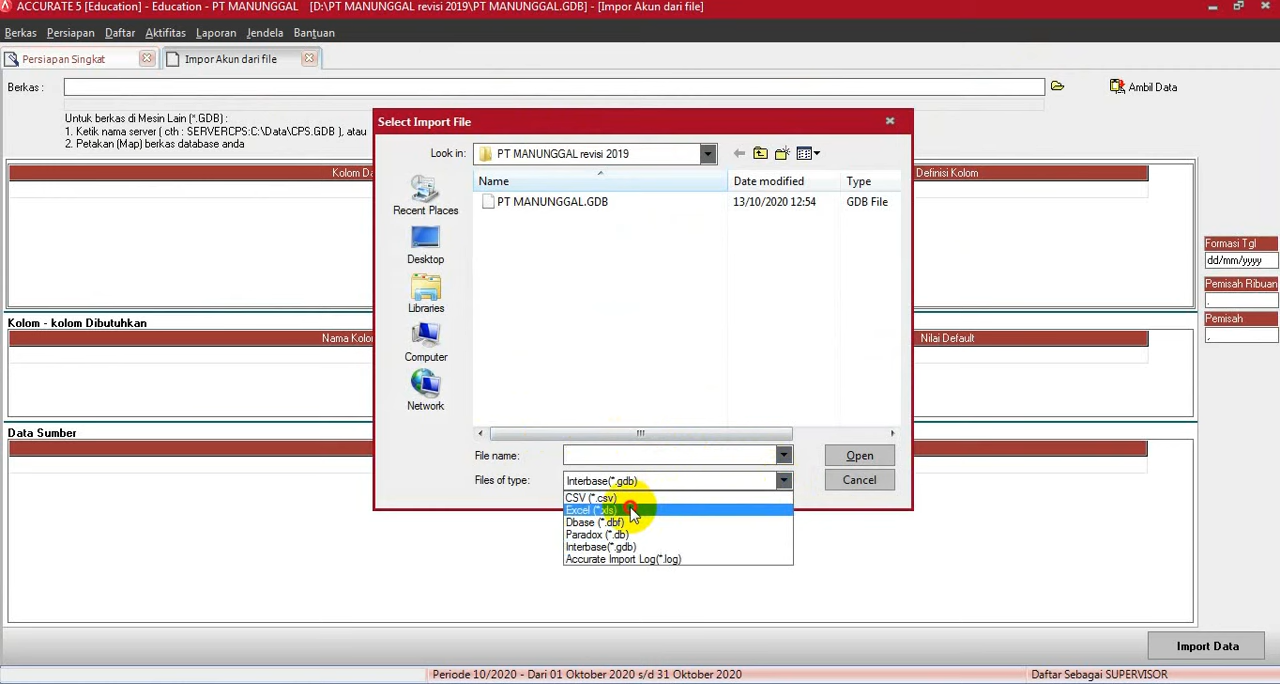 ACCURATE 5 [Education] - Education - PT MANUNGGAL [D:\PT MANUNGGAL revisi 2019\PT MANUNGGAL.GDB] - [Impor Akun dari file]
Berkas Persiapan Daftar Aktifitas Laporan Jendela Bantuan
Persiapan Singkat Impor Akun dari file
Berkas : Ambil Data
Untuk berkas di Mesin Lain (*.GDB) :
1. Ketik nama server ( cth : SERVERCPS:C:\Data\CPS.GDB ), atau
2. Petakan (Map) berkas database anda
Select Import File
Look in: PT MANUNGGAL revisi 2019
Kolom Da
Definisi Kolom
Name Date modified Type
PT MANUNGGAL.GDB 13/10/2020 12:54 GDB File
Recent Places
Desktop
Libraries
Computer
Network
Formasi Tgl
dd/mm/yyyy
Pemisah Ribuan
.
Pemisah
,
Kolom - kolom Dibutuhkan
Nama Kolo
Nilai Default
Data Sumber
File name: Open
Files of type: Interbase(*.gdb) Cancel
CSV (*.csv)
Excel (*.xls)
Dbase (*.dbf)
Paradox (*.db)
Interbase(*.gdb)
Accurate Import Log(*.log)
Import Data
Periode 10/2020 - Dari 01 Oktober 2020 s/d 31 Oktober 2020 Daftar Sebagai SUPERVISOR